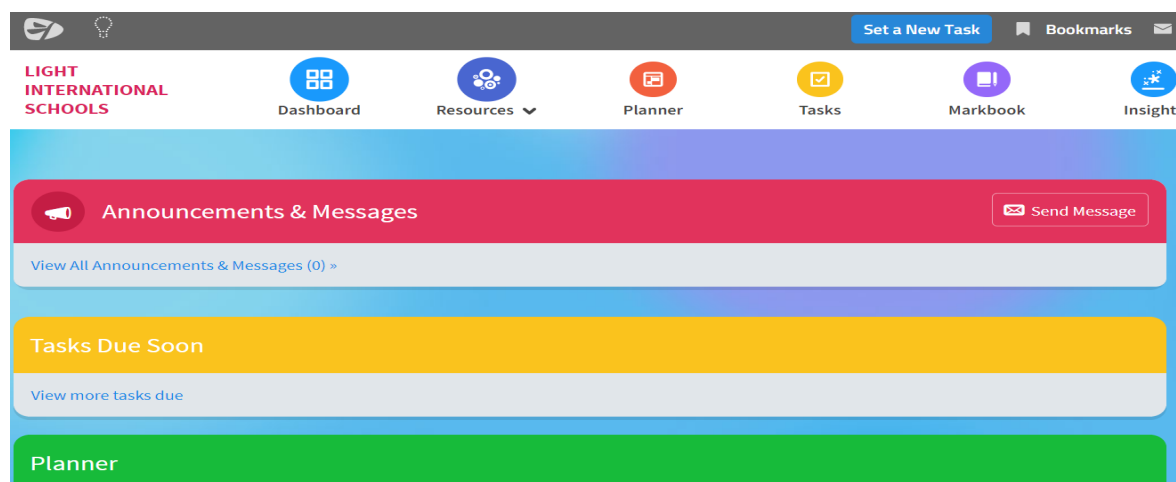 Set a New Task Bookmarks
LIGHT
INTERNATIONAL
SCHOOLS
Dashboard Resources Planner Tasks Markbook Insight
Announcements & Messages Send Message
View All Announcements & Messages (0) »
Tasks Due Soon
View more tasks due
Planner